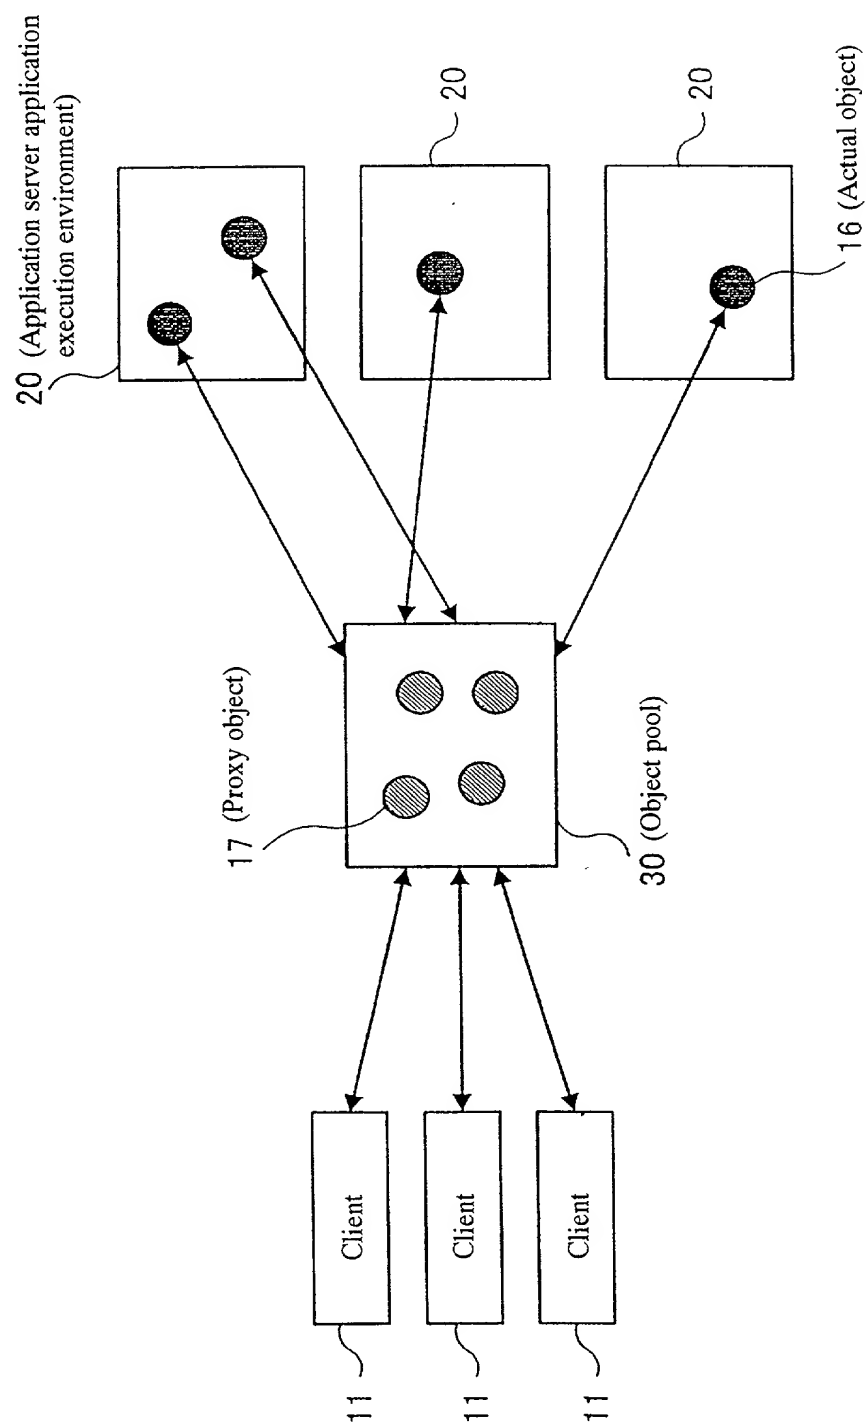 20 (Application server application
execution environment)
20
20
16 (Actual object)
17 (Proxy object)
30 (Object pool)
Client
Client
Client
11
11
11